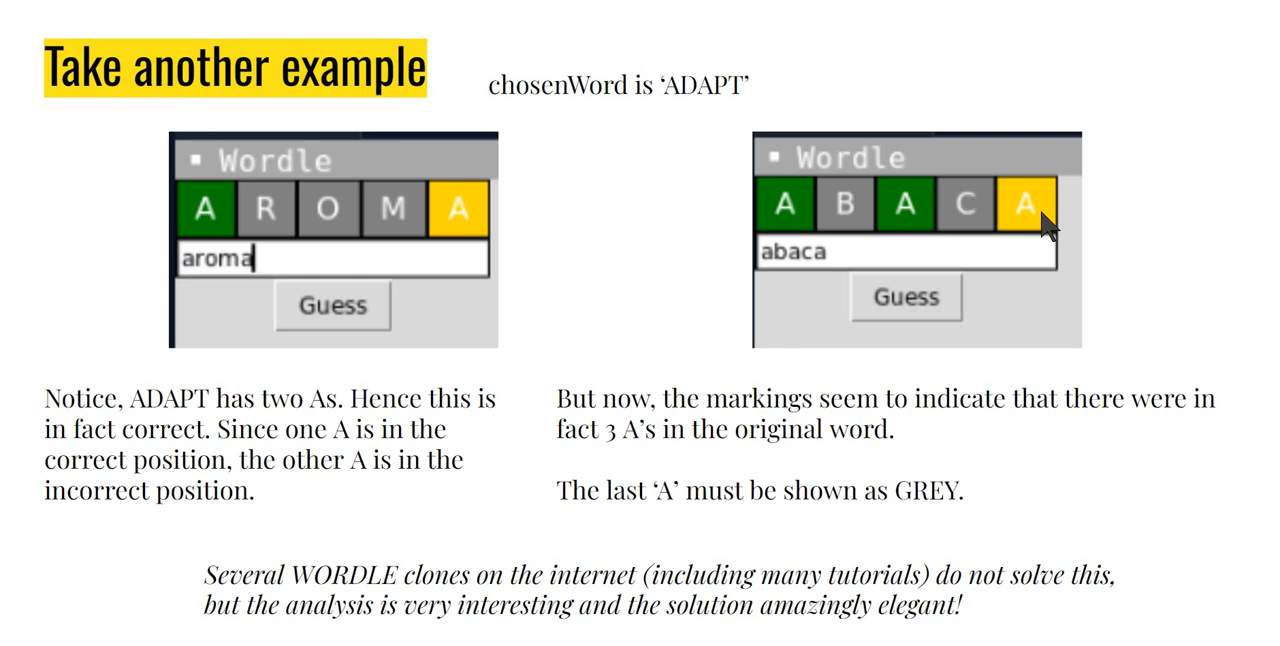 Take another example
chosenWord is ‘ADAPT’
Wordle
A R O M A
aroma
Guess
Wordle
A B A C A
abaca
Guess
Notice, ADAPT has two As. Hence this is
in fact correct. Since one A is in the
correct position, the other A is in the
incorrect position.
But now, the markings seem to indicate that there were in
fact 3 A’s in the original word.
The last ‘A’ must be shown as GREY.
Several WORDLE clones on the internet (including many tutorials) do not solve this,
but the analysis is very interesting and the solution amazingly elegant!